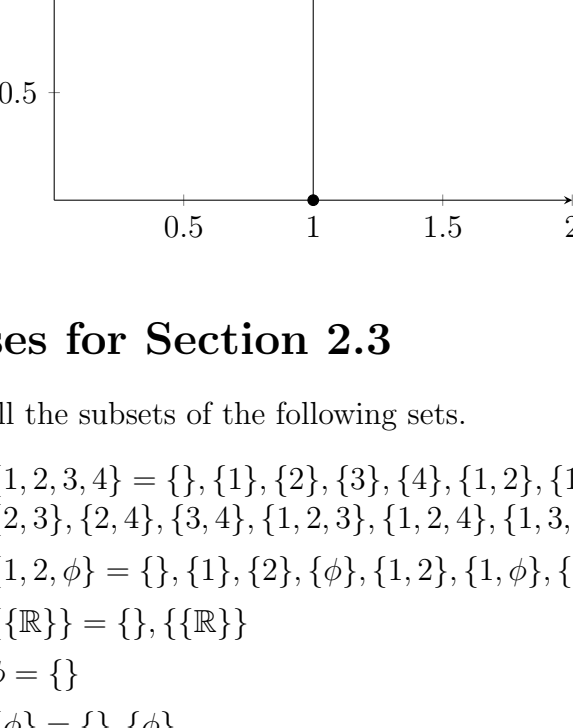 0.5
0.5 1 1.5 2
for Section 2.3
the subsets of the following sets.
{1, 2, 3, 4} = {}, {1}, {2}, {3}, {4}, {1, 2}, {1
{2, 3}, {2, 4}, {3, 4}, {1, 2, 3}, {1, 2, 4}, {1, 3,
{1, 2, ϕ} = {}, {1}, {2}, {ϕ}, {1, 2}, {1, ϕ}, {
{{ℝ}} = {}, {{ℝ}}
ϕ = {}
{ϕ} = {}, {ϕ}